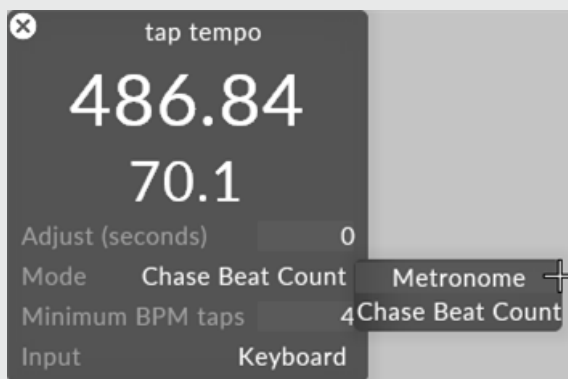 tap tempo
486.84
70.1
Adjust (seconds) 0
Mode Chase Beat Count
Minimum BPM taps 4
Input Keyboard
Metronome
Chase Beat Count